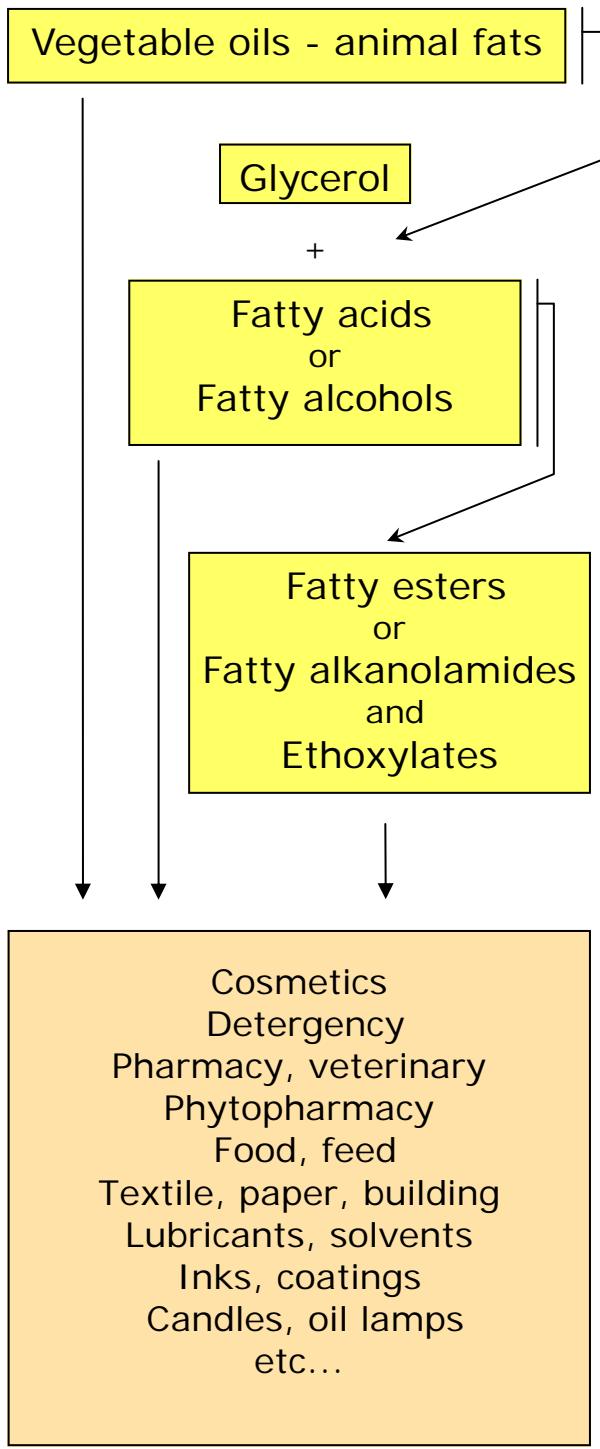 Vegetable oils - animal fats
Glycerol
+
Fatty acids
or
Fatty alcohols
Fatty esters
or
Fatty alkanolamides
and
Ethoxylates
Cosmetics
Detergency
Pharmacy, veterinary
Phytopharmacy
Food, feed
Textile, paper, building
Lubricants, solvents
Inks, coatings
Candles, oil lamps
etc...